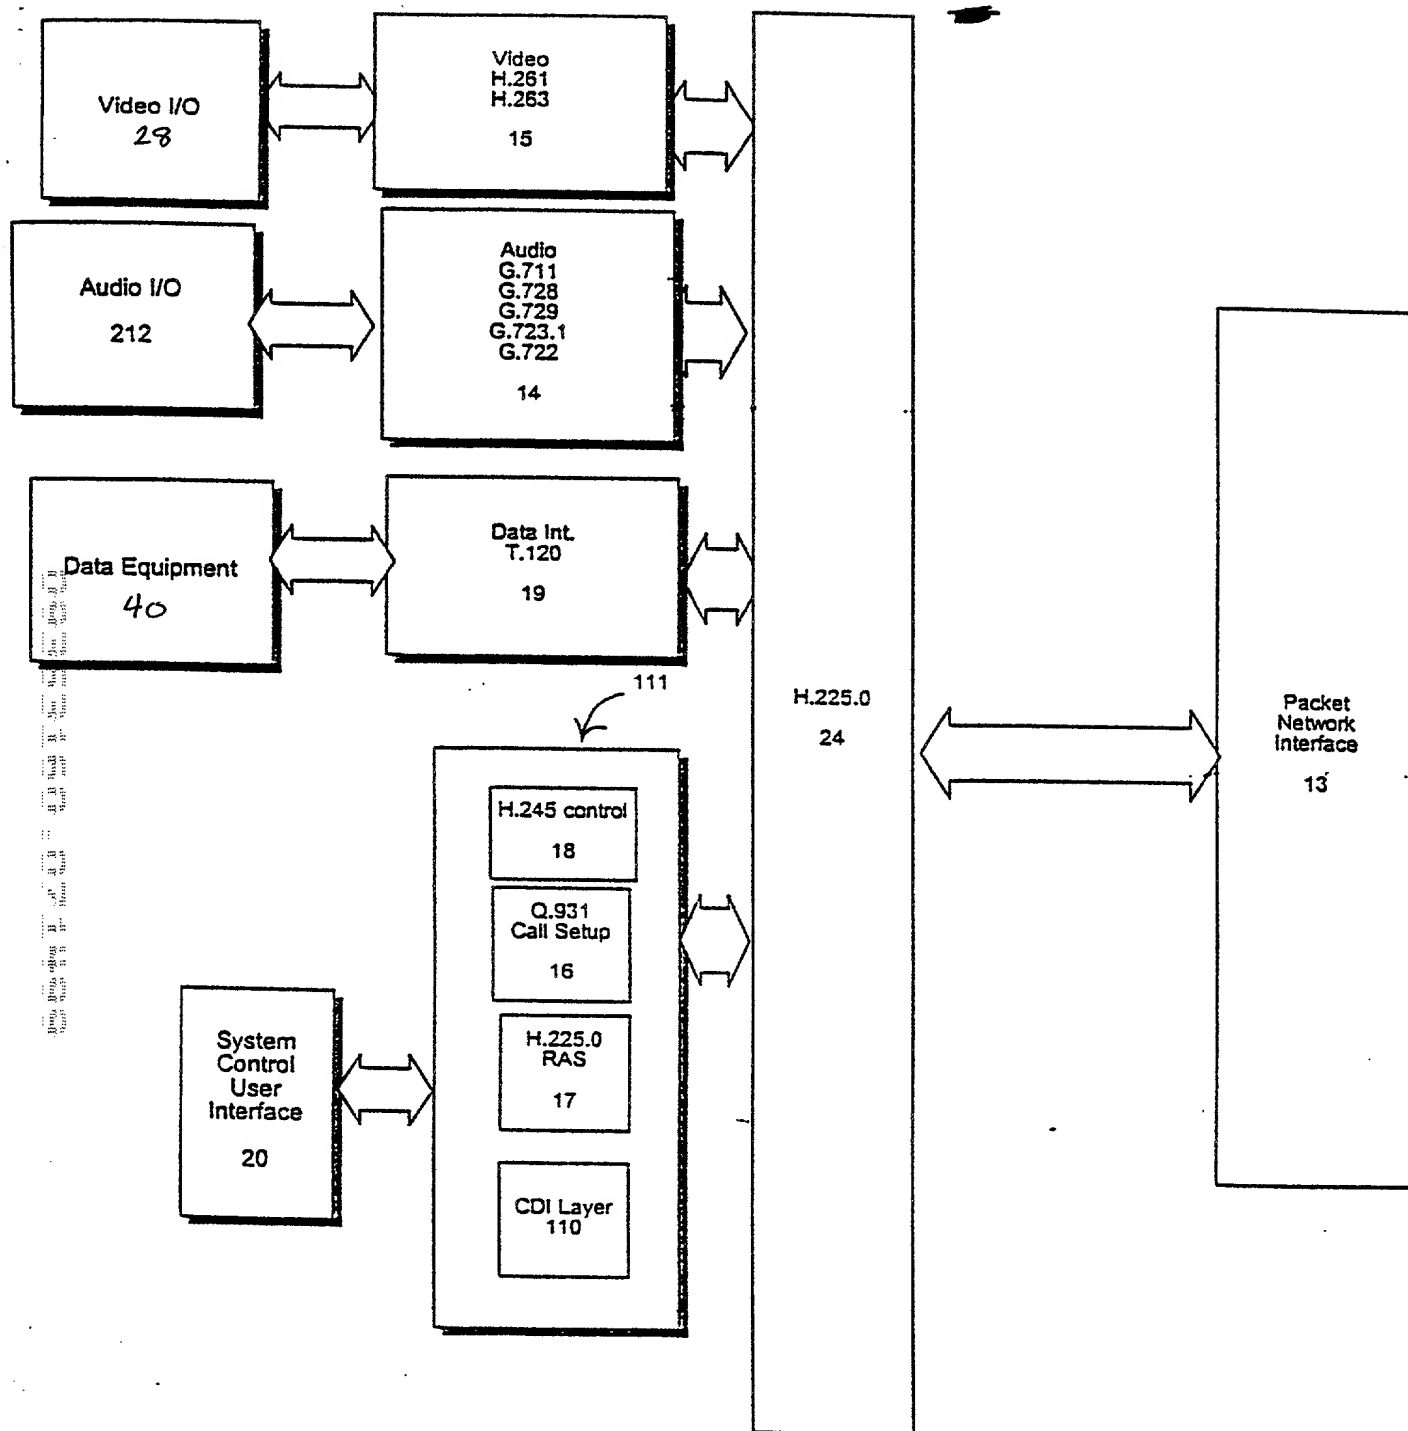 Video I/O
28
Video
H.261
H.263
15
Audio I/O
212
Audio
G.711
G.728
G.729
G.723.1
G.722
14
Data Equipment
40
Data Int.
T.120
19
111
H.245 control
18
Q.931
Call Setup
16
H.225.0
RAS
17
CDI Layer
110
System
Control
User
Interface
20
H.225.0
24
Packet
Network
Interface
13